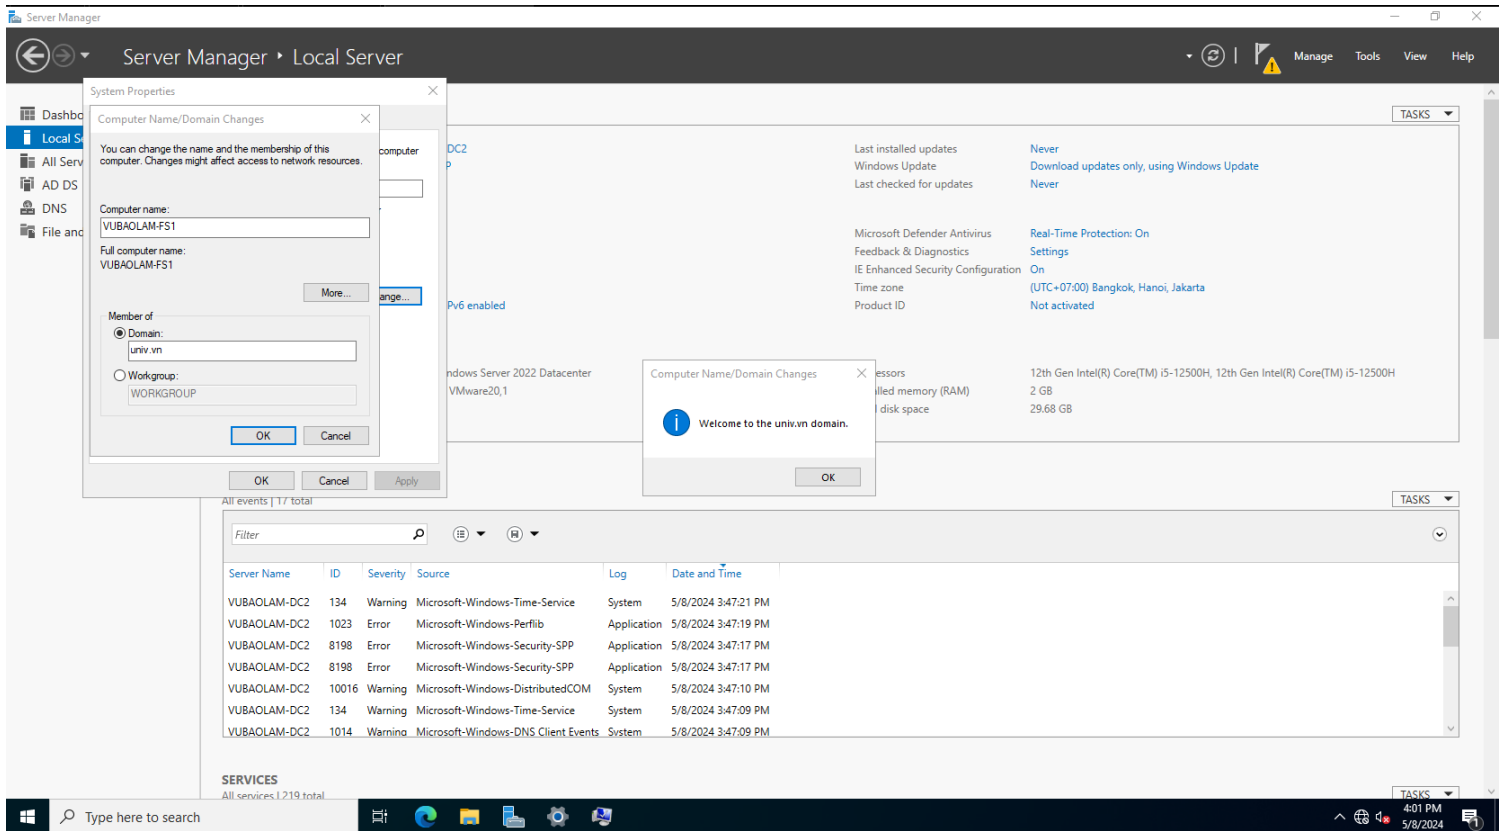 Server Manager
Server Manager • Local Server
Manage Tools View Help
System Properties
Computer Name/Domain Changes
You can change the name and the membership of this
computer. Changes might affect access to network resources.
Computer name:
VUBAOLAM-FS1
Full computer name:
VUBAOLAM-FS1
More...
Member of
Domain:
univ.vn
Workgroup:
WORKGROUP
OK Cancel
OK Cancel Apply
computer
ange...
Dashbo
Local Se
All Serv
AD DS
DNS
File and
TASKS
DC2
Pv6 enabled
ndows Server 2022 Datacenter
VMware20,1
Last installed updates Never
Windows Update Download updates only, using Windows Update
Last checked for updates Never
Microsoft Defender Antivirus Real-Time Protection: On
Feedback & Diagnostics Settings
IE Enhanced Security Configuration On
Time zone (UTC+07:00) Bangkok, Hanoi, Jakarta
Product ID Not activated
essors 12th Gen Intel(R) Core(TM) i5-12500H, 12th Gen Intel(R) Core(TM) i5-12500H
lled memory (RAM) 2 GB
disk space 29.68 GB
Computer Name/Domain Changes
Welcome to the univ.vn domain.
OK
All events | 17 total
TASKS
Filter
Server Name ID Severity Source Log Date and Time
VUBAOLAM-DC2 134 Warning Microsoft-Windows-Time-Service System 5/8/2024 3:47:21 PM
VUBAOLAM-DC2 1023 Error Microsoft-Windows-Perflib Application 5/8/2024 3:47:19 PM
VUBAOLAM-DC2 8198 Error Microsoft-Windows-Security-SPP Application 5/8/2024 3:47:17 PM
VUBAOLAM-DC2 8198 Error Microsoft-Windows-Security-SPP Application 5/8/2024 3:47:17 PM
VUBAOLAM-DC2 10016 Warning Microsoft-Windows-DistributedCOM System 5/8/2024 3:47:10 PM
VUBAOLAM-DC2 134 Warning Microsoft-Windows-Time-Service System 5/8/2024 3:47:09 PM
VUBAOLAM-DC2 1014 Warning Microsoft-Windows-DNS Client Events System 5/8/2024 3:47:09 PM
SERVICES
All services | 219 total
TASKS
Type here to search
4:01 PM
5/8/2024
1